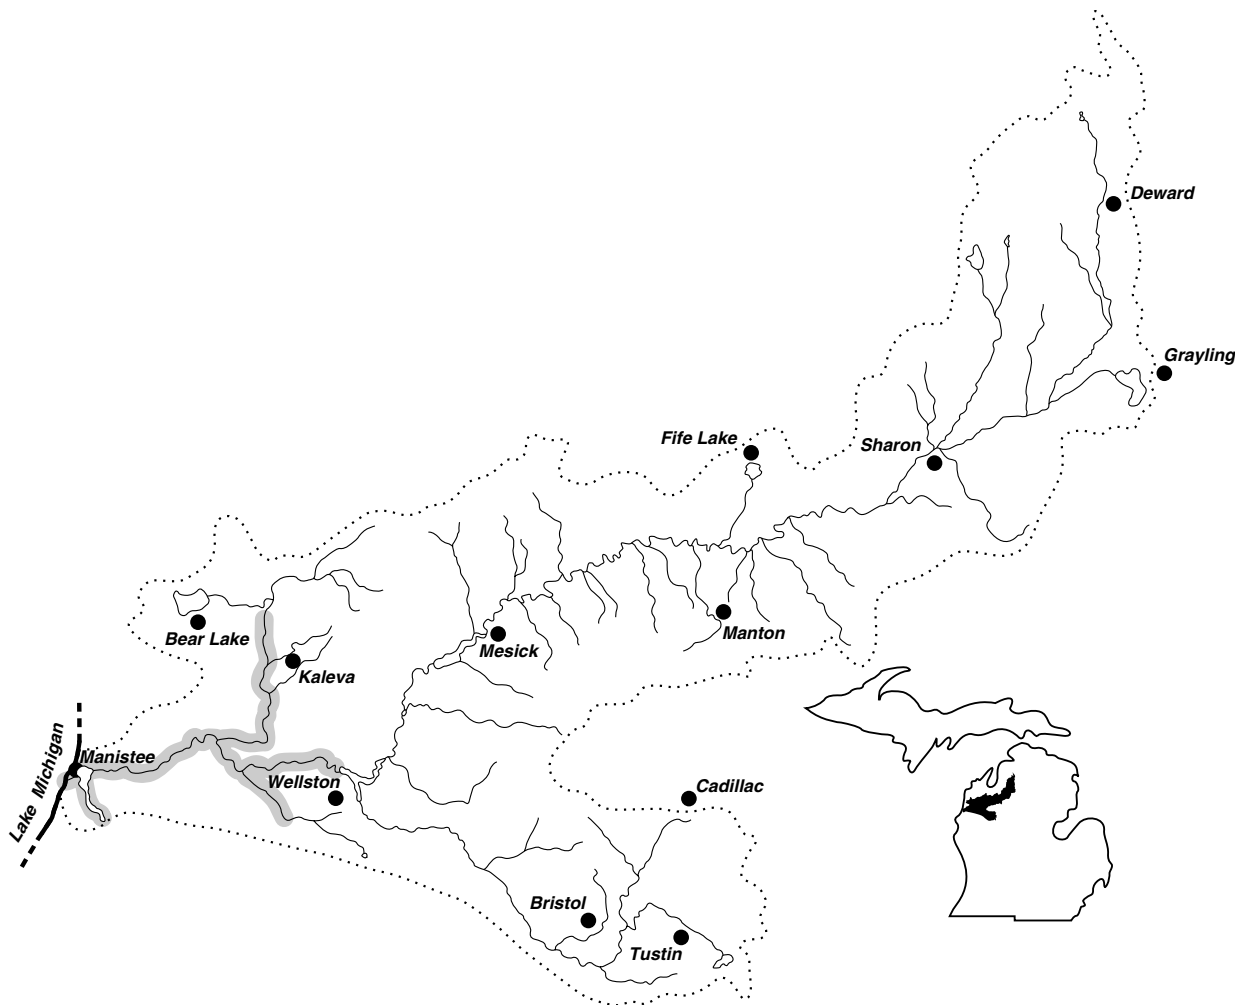 Deward
Grayling
Fife Lake
Sharon
Bear Lake
Kaleva
Mesick
Manton
Lake Michigan
Manistee
Wellston
Cadillac
Bristol
Tustin